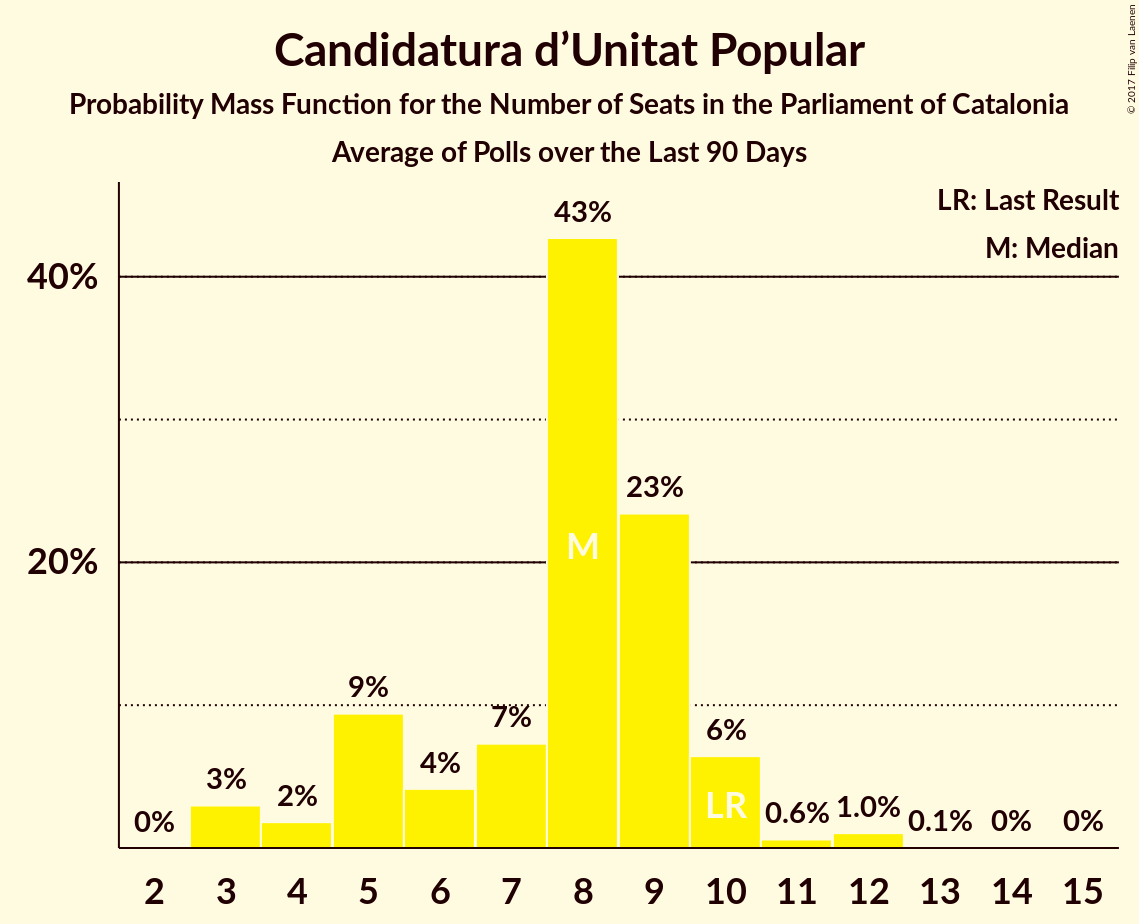 Candidatura d’Unitat Popular
Probability Mass Function for the Number of Seats in the Parliament of Catalonia
Average of Polls over the Last 90 Days
© 2017 Filip van Laenen
LR: Last Result
M: Median
40%
20%
0%
3%
2%
9%
4%
7%
43%
23%
6%
0.6%
1.0%
0.1%
0%
0%
M
LR
2 3 4 5 6 7 8 9 10 11 12 13 14 15